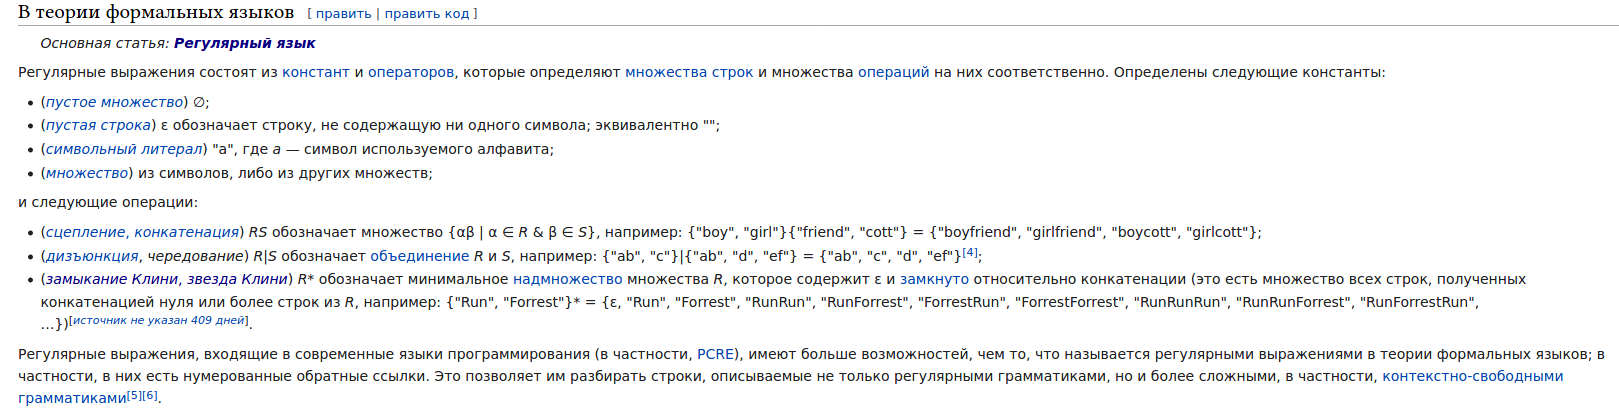 В теории формальных языков [ править | править код ]
Основная статья: Регулярный язык
Регулярные выражения состоят из констант и операторов, которые определяют множества строк и множества операций на них соответственно. Определены следующие константы:
• (пустое множество) ∅;
• (пустая строка) ε обозначает строку, не содержащую ни одного символа; эквивалентно "";
• (символьный литерал) "a", где a — символ используемого алфавита;
• (множество) из символов, либо из других множеств;
и следующие операции:
• (сцепление, конкатенация) RS обозначает множество {αβ | α ∈ R & β ∈ S}, например: {"boy", "girl"}{"friend", "cott"} = {"boyfriend", "girlfriend", "boycott", "girlcott"};
• (дизъюнкция, чередование) R|S обозначает объединение R и S, например: {"ab", "c"}|{"ab", "d", "ef"} = {"ab", "c", "d", "ef"}[4];
• (замыкание Клини, звезда Клини) R* обозначает минимальное надмножество множества R, которое содержит ε и замкнуто относительно конкатенации (это есть множество всех строк, полученных
конкатенацией нуля или более строк из R, например: {"Run", "Forrest"}* = {ε, "Run", "Forrest", "RunRun", "RunForrest", "ForrestRun", "ForrestForrest", "RunRunRun", "RunRunForrest", "RunForrestRun",
…})[источник не указан 409 дней].
Регулярные выражения, входящие в современные языки программирования (в частности, PCRE), имеют больше возможностей, чем то, что называется регулярными выражениями в теории формальных языков; в
частности, в них есть нумерованные обратные ссылки. Это позволяет им разбирать строки, описываемые не только регулярными грамматиками, но и более сложными, в частности, контекстно-свободными
грамматиками[5][6].